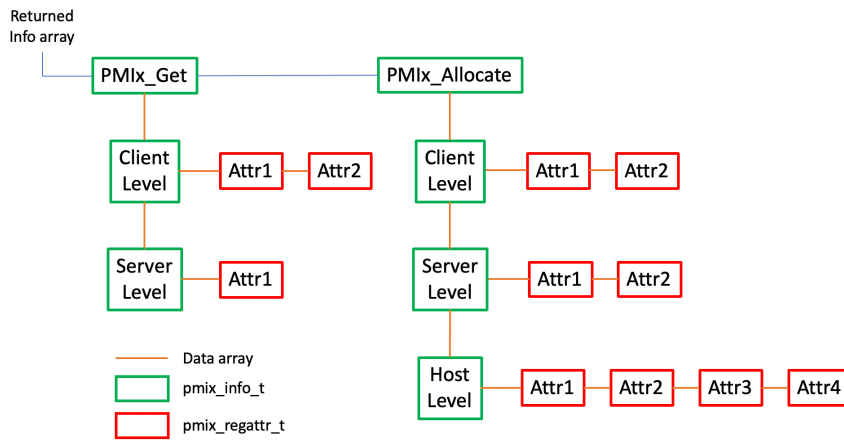 Returned
Info array
PMIx_Get
PMIx_Allocate
Client
Level
Attr1
Attr2
Client
Level
Attr1
Attr2
Server
Level
Attr1
Server
Level
Attr1
Attr2
Data array
pmix_info_t
pmix_regattr_t
Host
Level
Attr1
Attr2
Attr3
Attr4